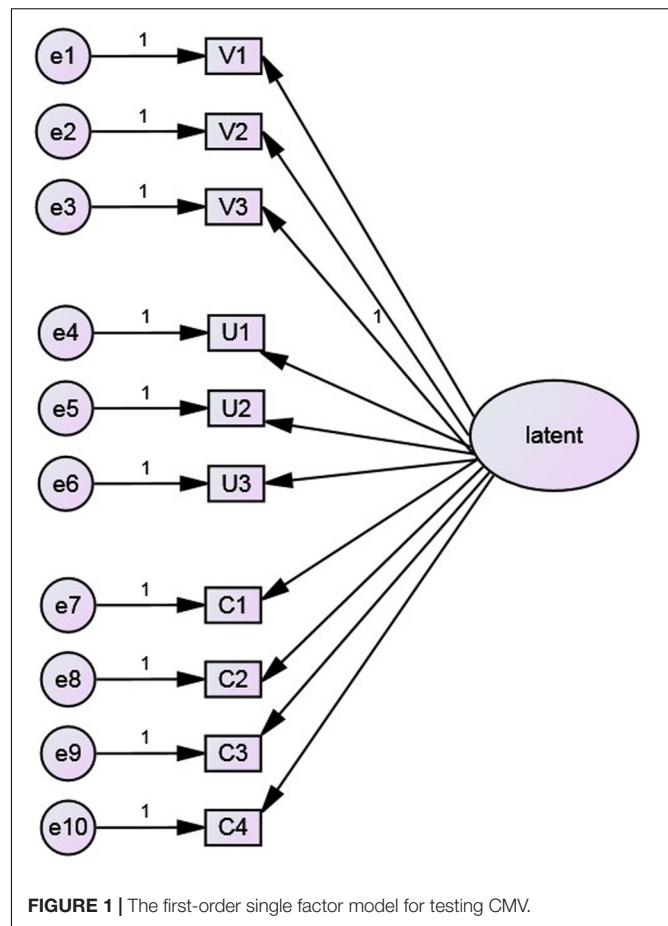 e1 1 V1
e2 1 V2
e3 1 V3
1
e4 1 U1
e5 1 U2
latent
e6 1 U3
e7 1 C1
e8 1 C2
e9 1 C3
e10 1 C4
FIGURE 1 | The first-order single factor model for testing CMV.